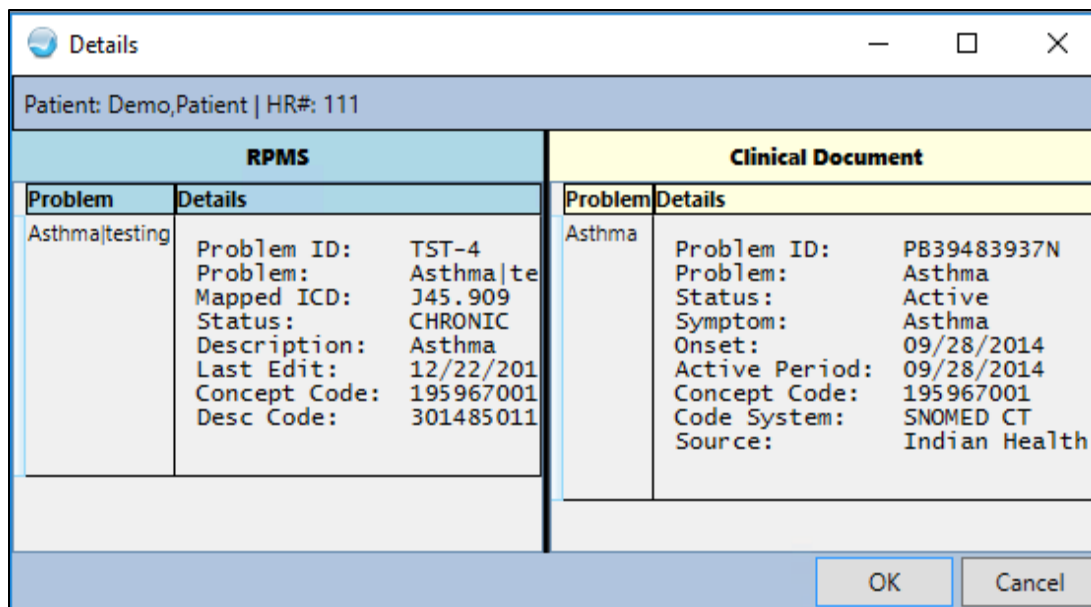 Details
Patient: Demo,Patient | HR#: 111
RPMS
Problem Details
Asthma|testing
Problem ID: TST-4
Problem: Asthma|te
Mapped ICD: J45.909
Status: CHRONIC
Description: Asthma
Last Edit: 12/22/201
Concept Code: 195967001
Desc Code: 301485011
Clinical Document
Problem Details
Asthma
Problem ID: PB39483937N
Problem: Asthma
Status: Active
Symptom: Asthma
Onset: 09/28/2014
Active Period: 09/28/2014
Concept Code: 195967001
Code System: SNOMED CT
Source: Indian Health
OK Cancel